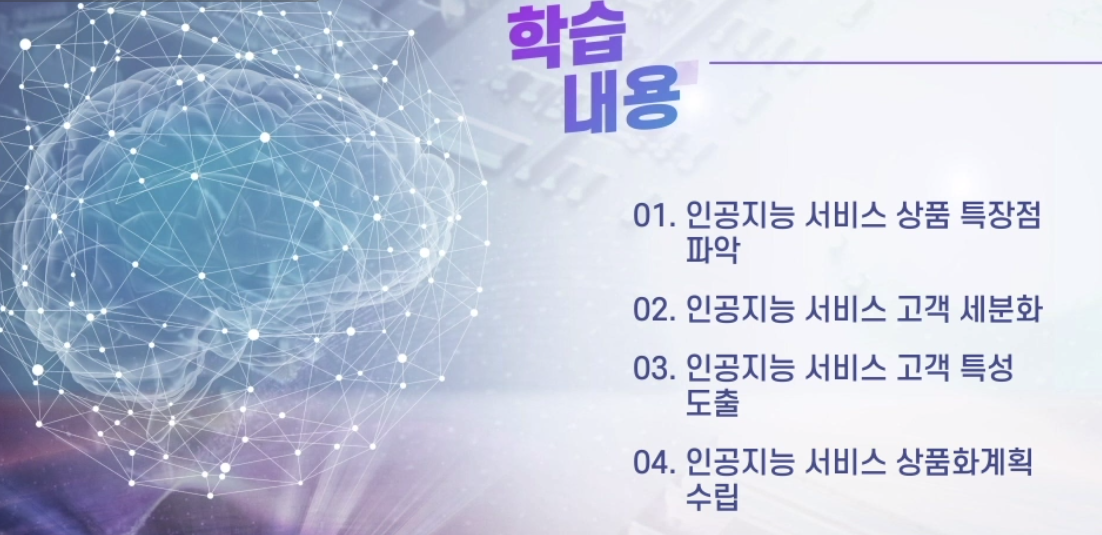 학습
내용
01. 인공지능 서비스 상품 특장점
파악
02. 인공지능 서비스 고객 세분화
03. 인공지능 서비스 고객 특성
도출
04. 인공지능 서비스 상품화계획
수립